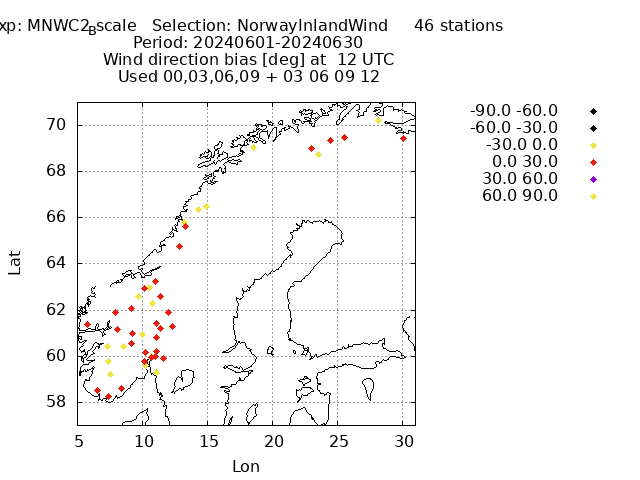 xp: MNWC2Bscale Selection: NorwayInlandWind 46 stations
Period: 20240601-20240630
Wind direction bias [deg] at 12 UTC
Used 00,03,06,09 + 03 06 09 12
-90.0 -60.0
-60.0 -30.0
-30.0 0.0
0.0 30.0
30.0 60.0
60.0 90.0
70
68
66
64
62
60
58
Lat
5 10 15 20 25 30
Lon